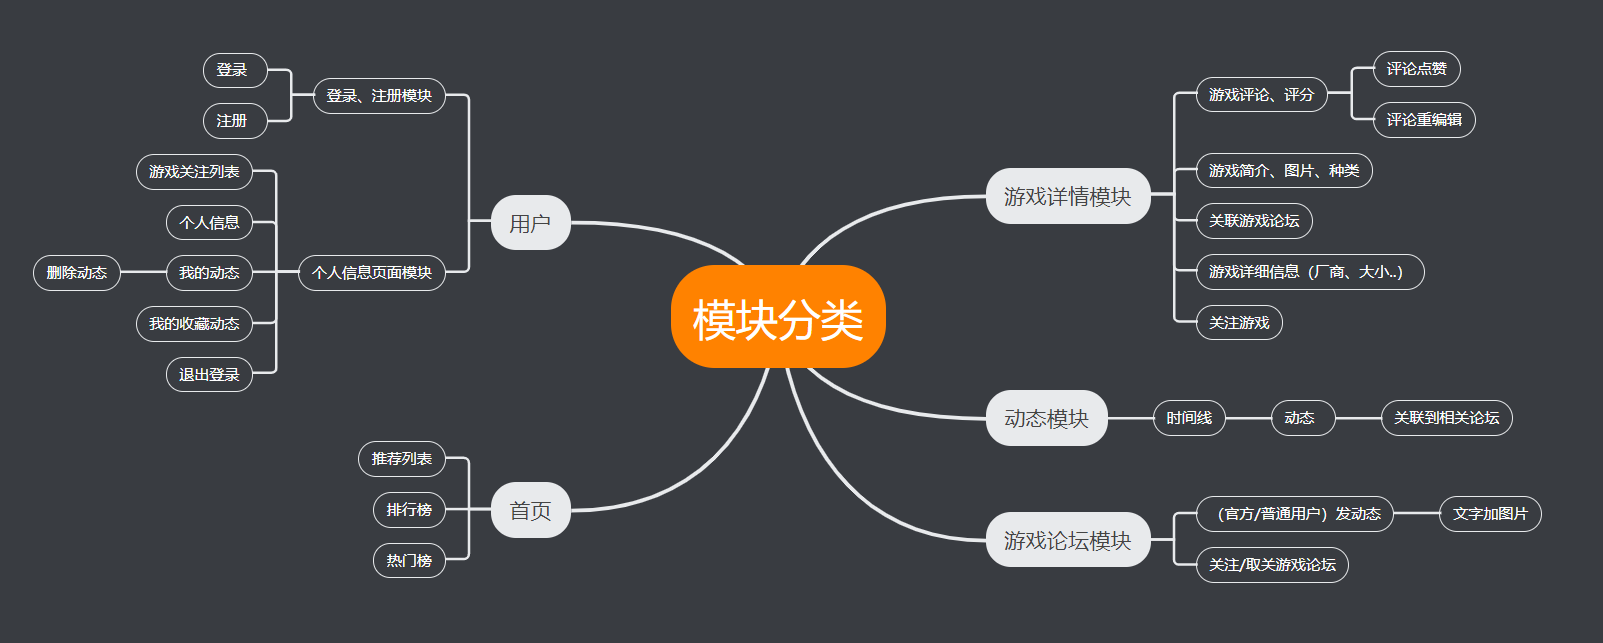 模块分类
用户
登录、注册模块
登录
注册
个人信息页面模块
游戏关注列表
个人信息
我的动态
删除动态
我的收藏动态
退出登录
首页
推荐列表
排行榜
热门榜
游戏详情模块
游戏评论、评分
评论点赞
评论重编辑
游戏简介、图片、种类
关联游戏论坛
游戏详细信息（厂商、大小..）
关注游戏
动态模块
时间线
动态
关联到相关论坛
游戏论坛模块
（官方/普通用户）发动态
文字加图片
关注/取关游戏论坛